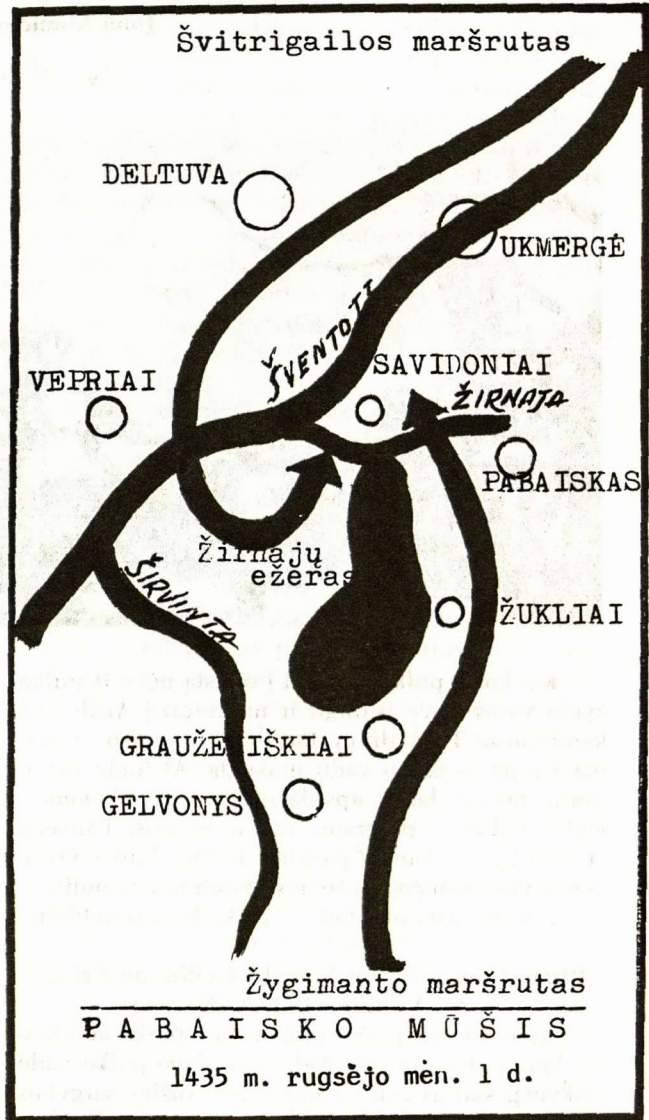 Švitrigailos maršrutas
DELTUVA
UKMERGĖ
ŠVENTOJI
SAVIDONIAI
VEPRIAI
ŽIRNAJA
PABAISKAS
Žirnajų
ežeras
ŠIRVINTA
ŽUKLIAI
GRAUŽELIŠKIAI
GELVONYS
Žygimanto maršrutas
PABAISKO MŪŠIS
1435 m. rugsėjo mėn. 1 d.